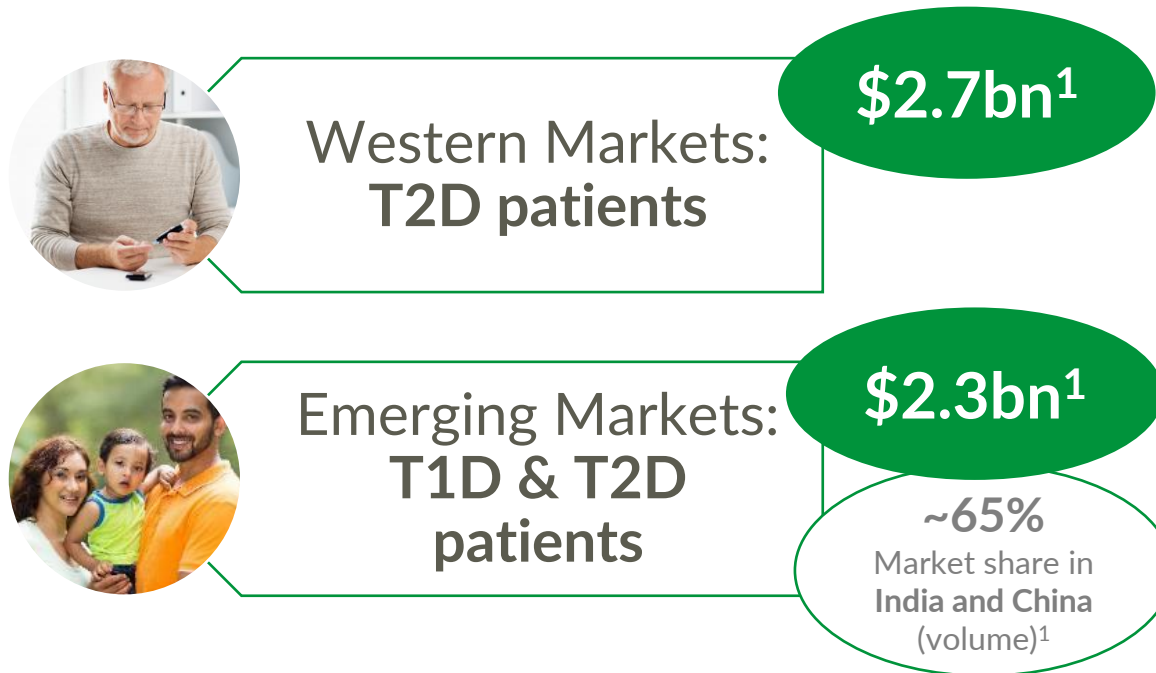 $2.7bn¹
Western Markets:
T2D patients
$2.3bn¹
Emerging Markets:
T1D & T2D
patients
~65%
Market share in
India and China
(volume)¹